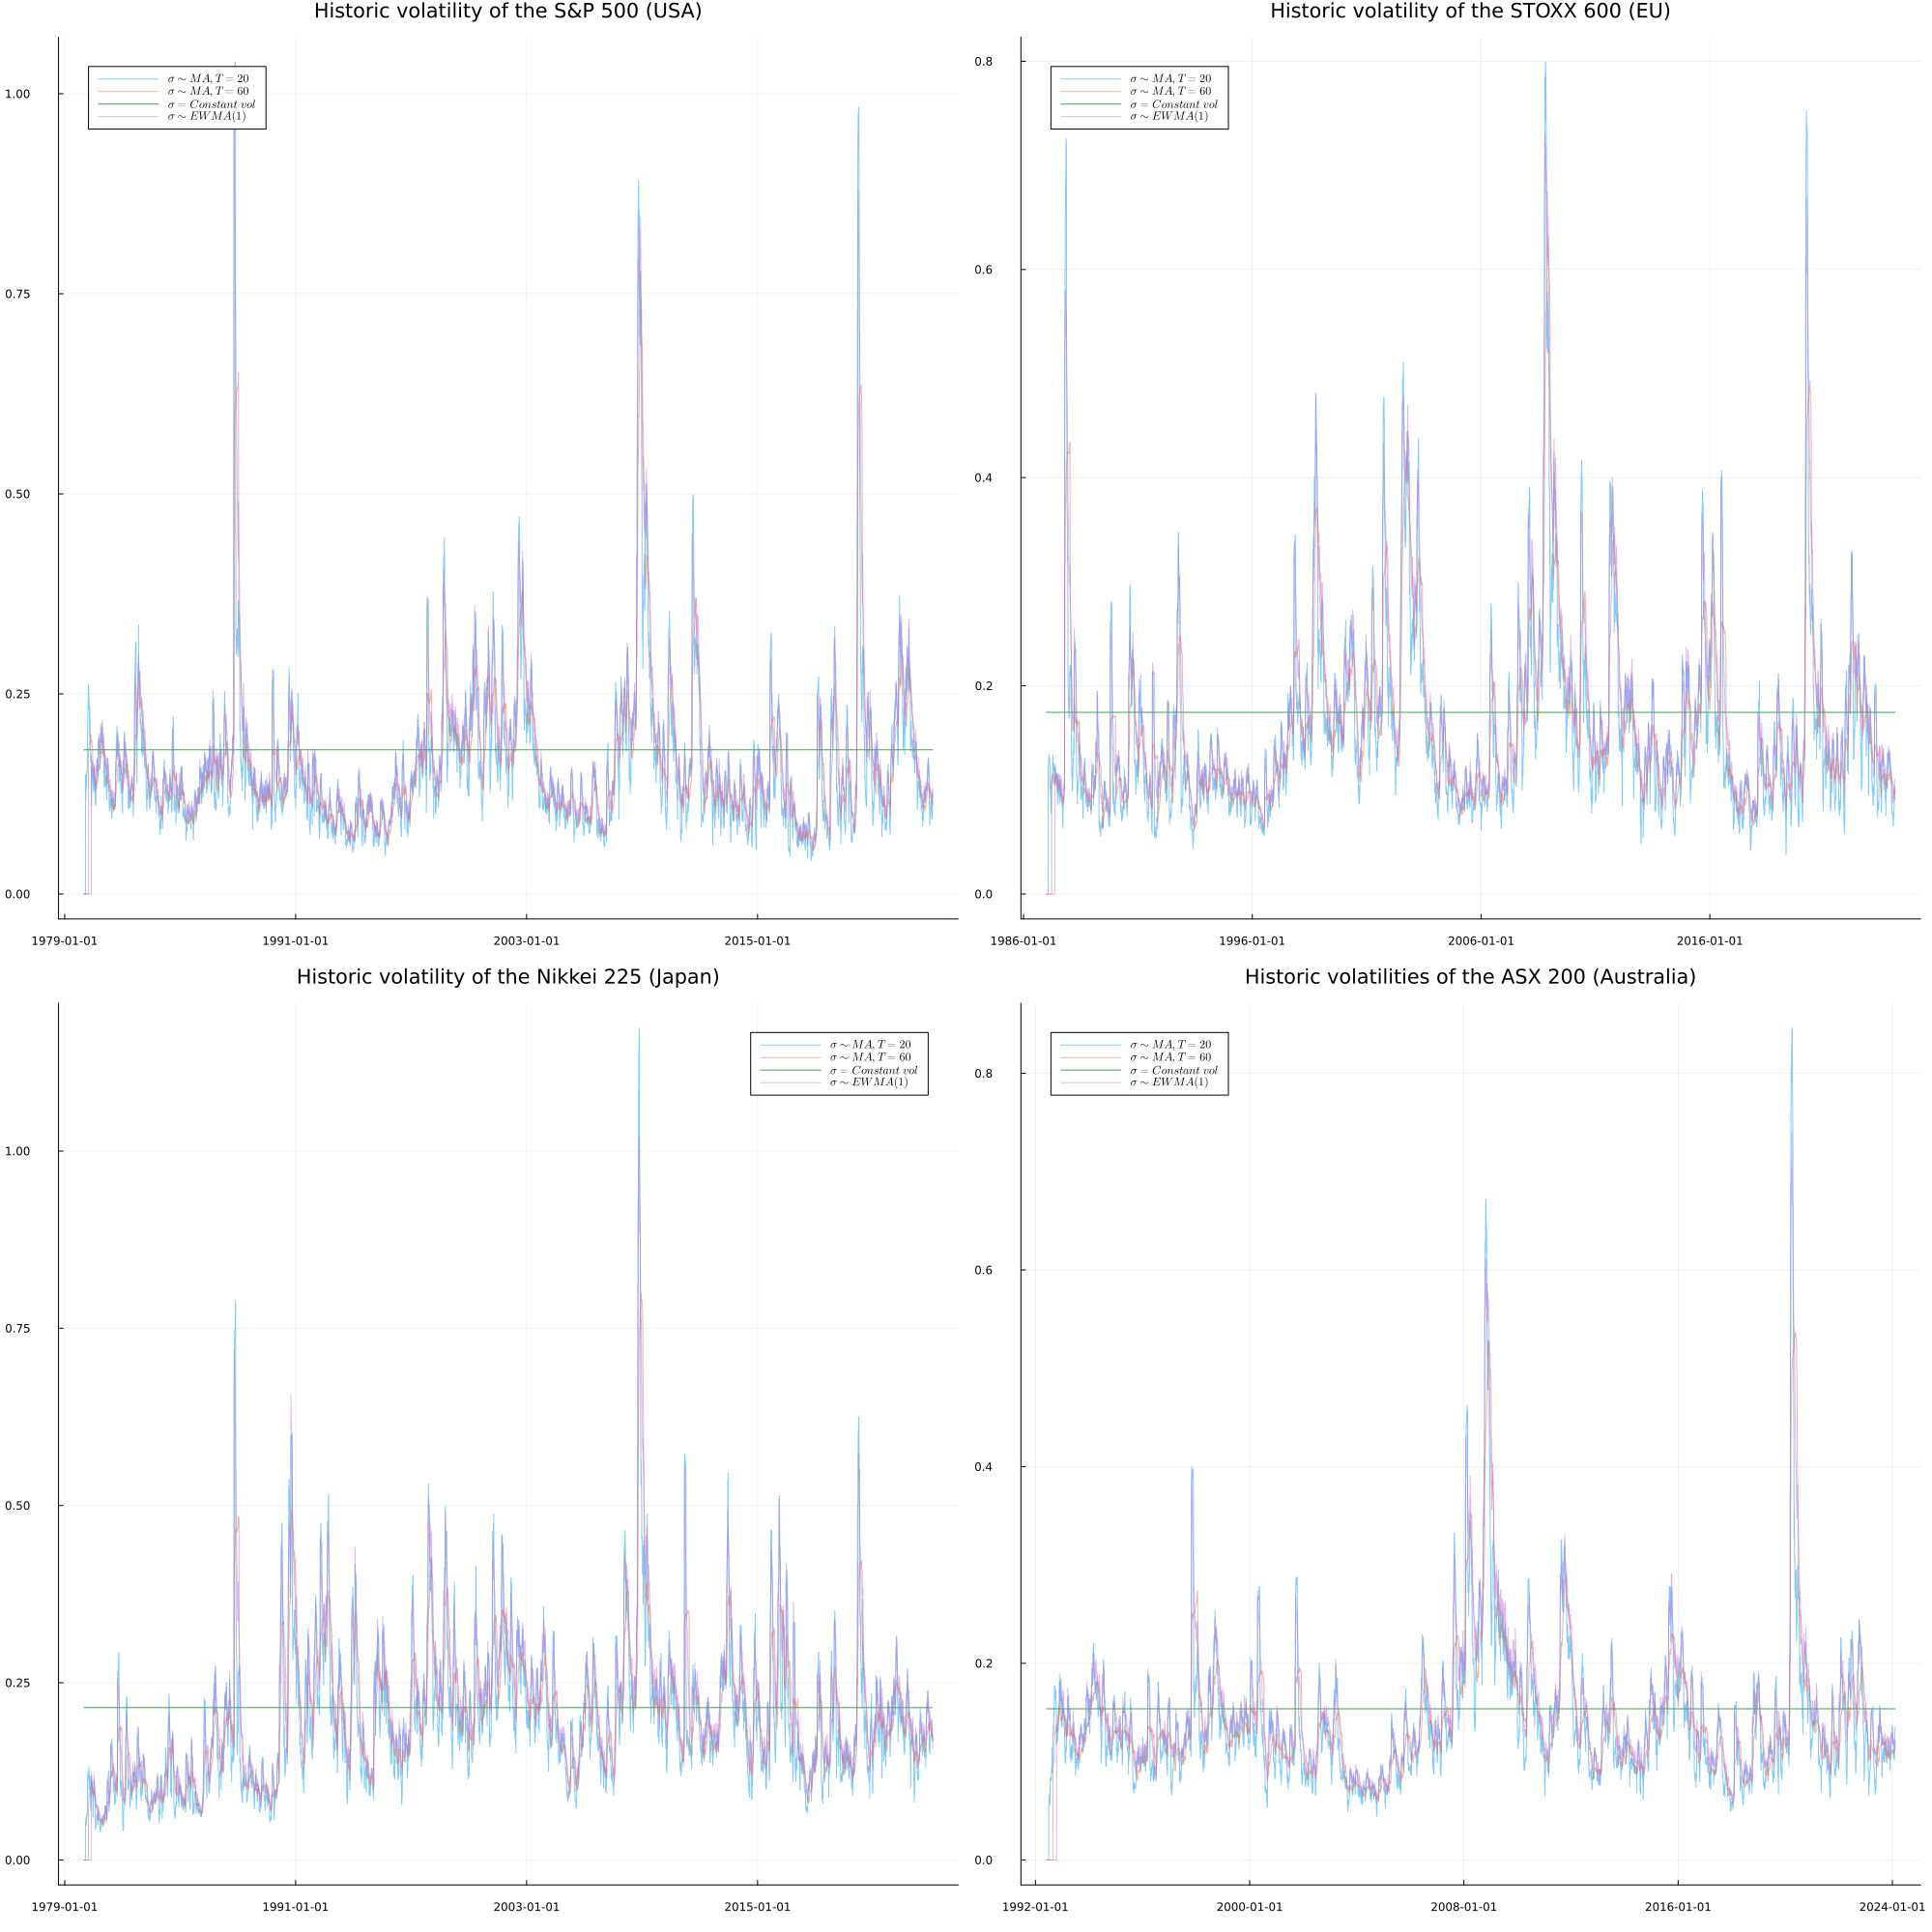 Historic volatility of the S&P 500 (USA)
σ ∼ MA, T = 20
σ ∼ MA, T = 60
σ = Constant vol
σ ∼ EWMA(1)
1.00
0.75
0.50
0.25
0.00
1979-01-01 1991-01-01 2003-01-01 2015-01-01
Historic volatility of the STOXX 600 (EU)
σ ∼ MA, T = 20
σ ∼ MA, T = 60
σ = Constant vol
σ ∼ EWMA(1)
0.8
0.6
0.4
0.2
0.0
1986-01-01 1996-01-01 2006-01-01 2016-01-01
Historic volatility of the Nikkei 225 (Japan)
σ ∼ MA, T = 20
σ ∼ MA, T = 60
σ = Constant vol
σ ∼ EWMA(1)
1.00
0.75
0.50
0.25
0.00
1979-01-01 1991-01-01 2003-01-01 2015-01-01
Historic volatilities of the ASX 200 (Australia)
σ ∼ MA, T = 20
σ ∼ MA, T = 60
σ = Constant vol
σ ∼ EWMA(1)
0.8
0.6
0.4
0.2
0.0
1992-01-01 2000-01-01 2008-01-01 2016-01-01 2024-01-01